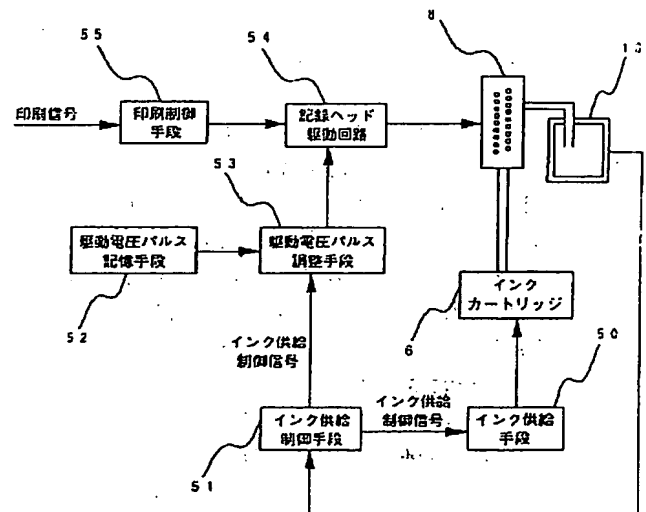 55
54
8
13
印刷信号
印刷制御
手段
記録ヘッド
駆動回路
53
駆動電圧パルス
記憶手段
駆動電圧パルス
調整手段
52
インク
カートリッジ
6
50
インク供給
制御信号
インク供給
制御信号
インク供給
制御手段
インク供給
手段
51